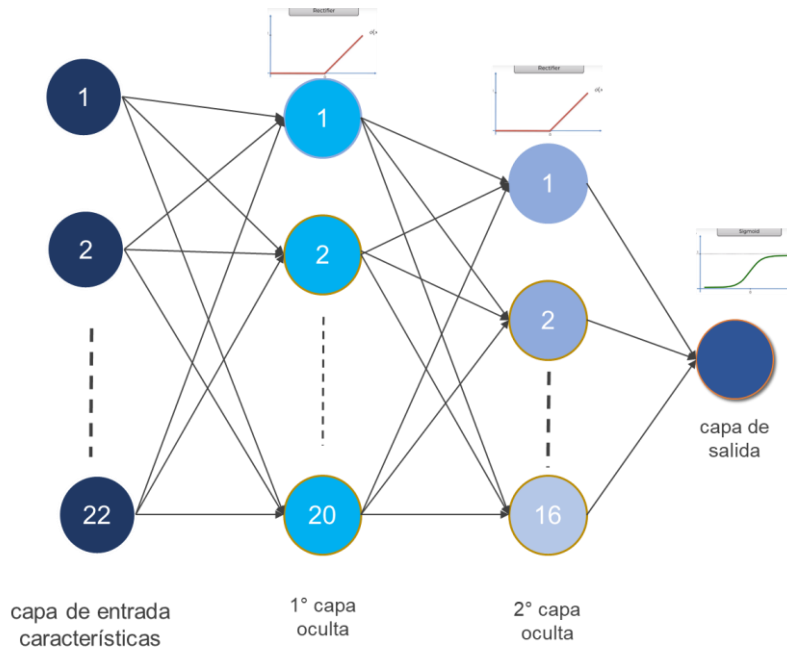 Rectifier
Rectifier
Sigmoid
1
2
22
1
2
20
1
2
16
capa de entrada
características
1° capa
oculta
2° capa
oculta
capa de
salida